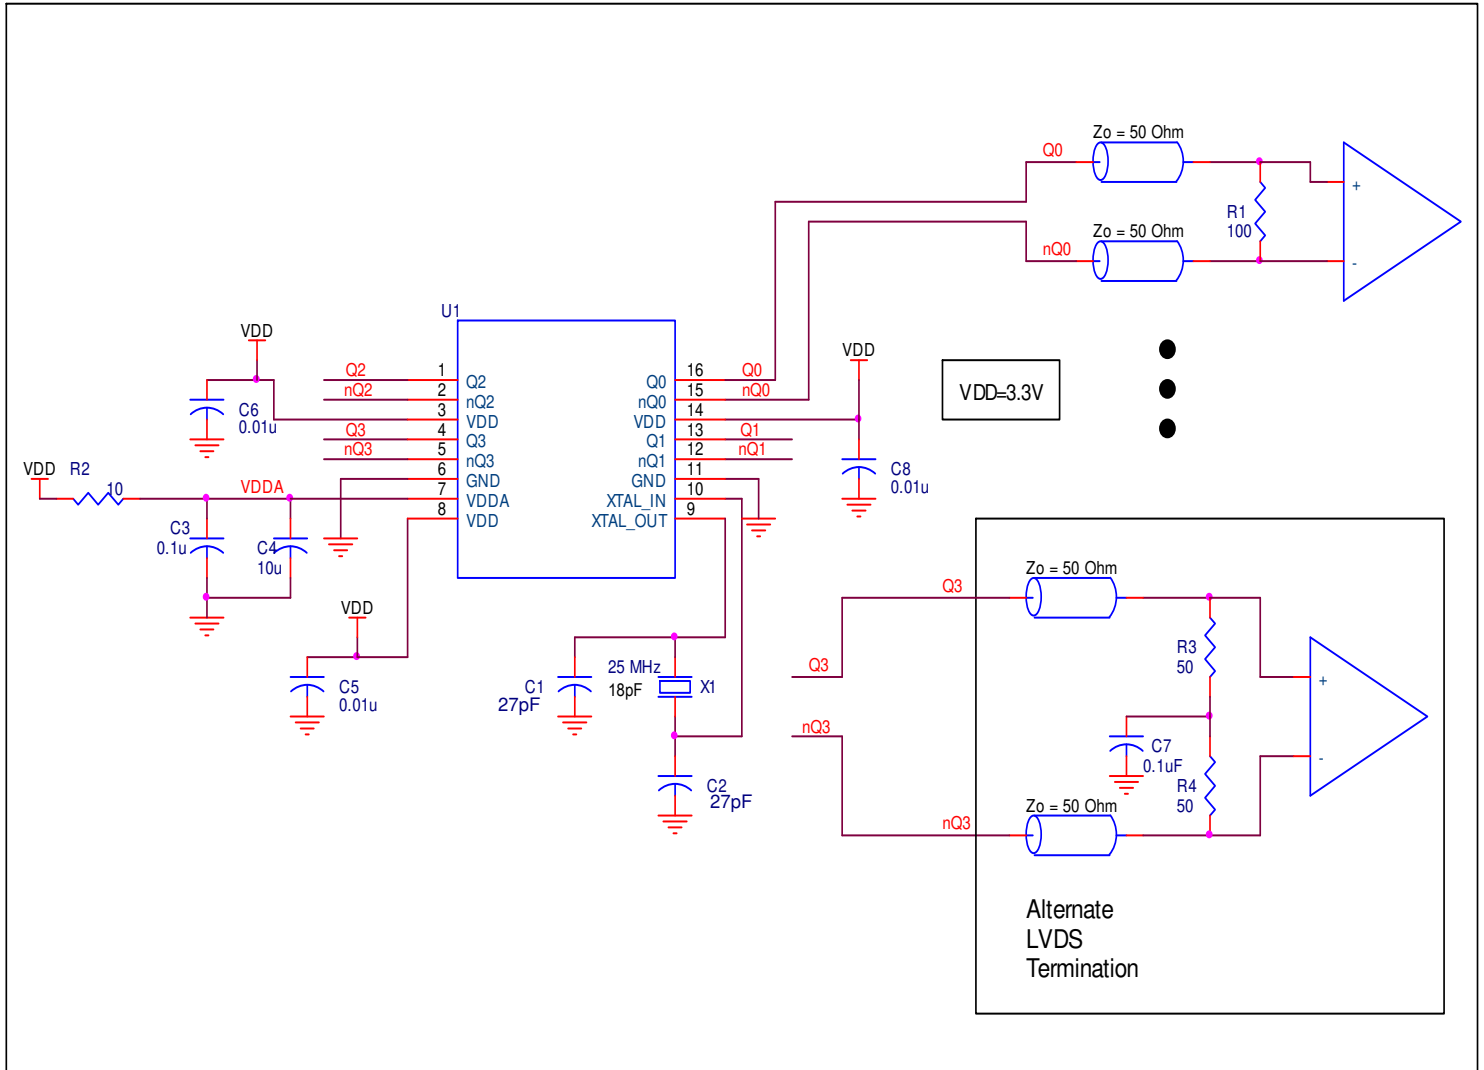 Zo = 50 Ohm
Q0
R1
100
+
Zo = 50 Ohm
nQ0
-
U1
VDD
C6
0.01u
Q2
nQ2
Q3
nQ3
1
2
3
4
5
6
7
8
Q2
nQ2
VDD
Q3
nQ3
GND
VDDA
VDD
Q0
nQ0
VDD
Q1
nQ1
GND
XTAL_IN
XTAL_OUT
16
15
14
13
12
11
10
9
Q0
nQ0
Q1
nQ1
VDD
C8
0.01u
VDD=3.3V
VDD
R2
10
VDDA
C3
0.1u
C4
10u
VDD
C5
0.01u
C1
27pF
25 MHz
18pF
X1
C2
27pF
Q3
nQ3
Q3
Zo = 50 Ohm
R3
50
+
C7
0.1uF
-
R4
50
nQ3
Zo = 50 Ohm
Alternate
LVDS
Termination